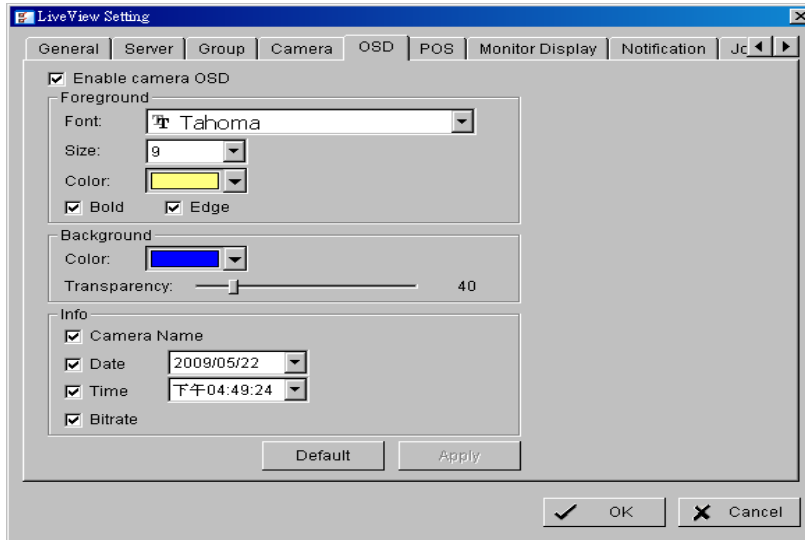 LiveView Setting
General Server Group Camera OSD POS Monitor Display Notification Jo
Enable camera OSD
Foreground
Font: Tahoma
Size: 9
Color:
Bold Edge
Background
Color:
Transparency: 40
Info
Camera Name
Date 2009/05/22
Time 下午04:49:24
Bitrate
Default Apply
OK Cancel